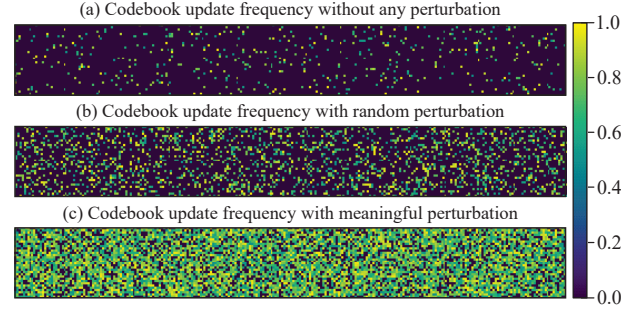 (a) Codebook update frequency without any perturbation
(b) Codebook update frequency with random perturbation
(c) Codebook update frequency with meaningful perturbation
1.0
0.8
0.6
0.4
0.2
0.0